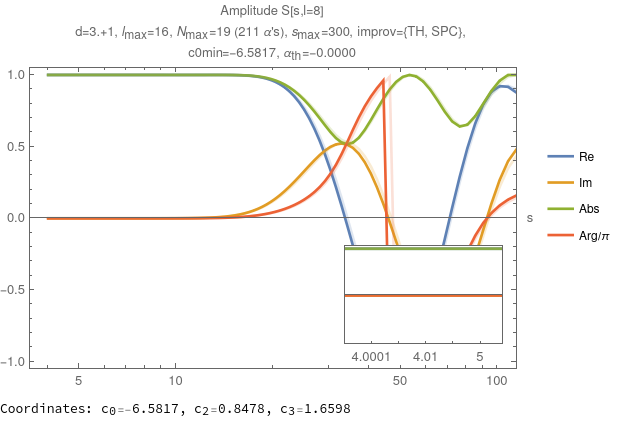 Amplitude S[s,l=8]
d=3.+1, lmax=16, Nmax=19 (211 α's), smax=300, improv={TH, SPC},
c0min=−6.5817, αth=−0.0000
1.0
0.5
0.0
−0.5
−1.0
s
Re
Im
Abs
Arg/π
4.0001 4.01 5
5 10 50 100
Coordinates: c0=−6.5817, c2=0.8478, c3=1.6598